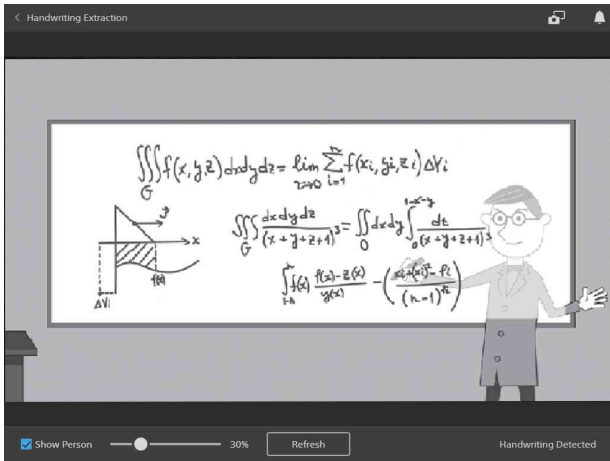 < Handwriting Extraction
∭_G f(x,y,z)dxdydz = lim_{r→0} ∑_{i=1}^{n} f(xi, yi, zi) ΔVi
∭_G dxdydz/(x+y+z+1)^3 = ∬_D dxdy ∫_0^{1-x-y} dt/(x+y+z+1)^3
x
f(x)
ΔVi
Show Person 30% Refresh Handwriting Detected